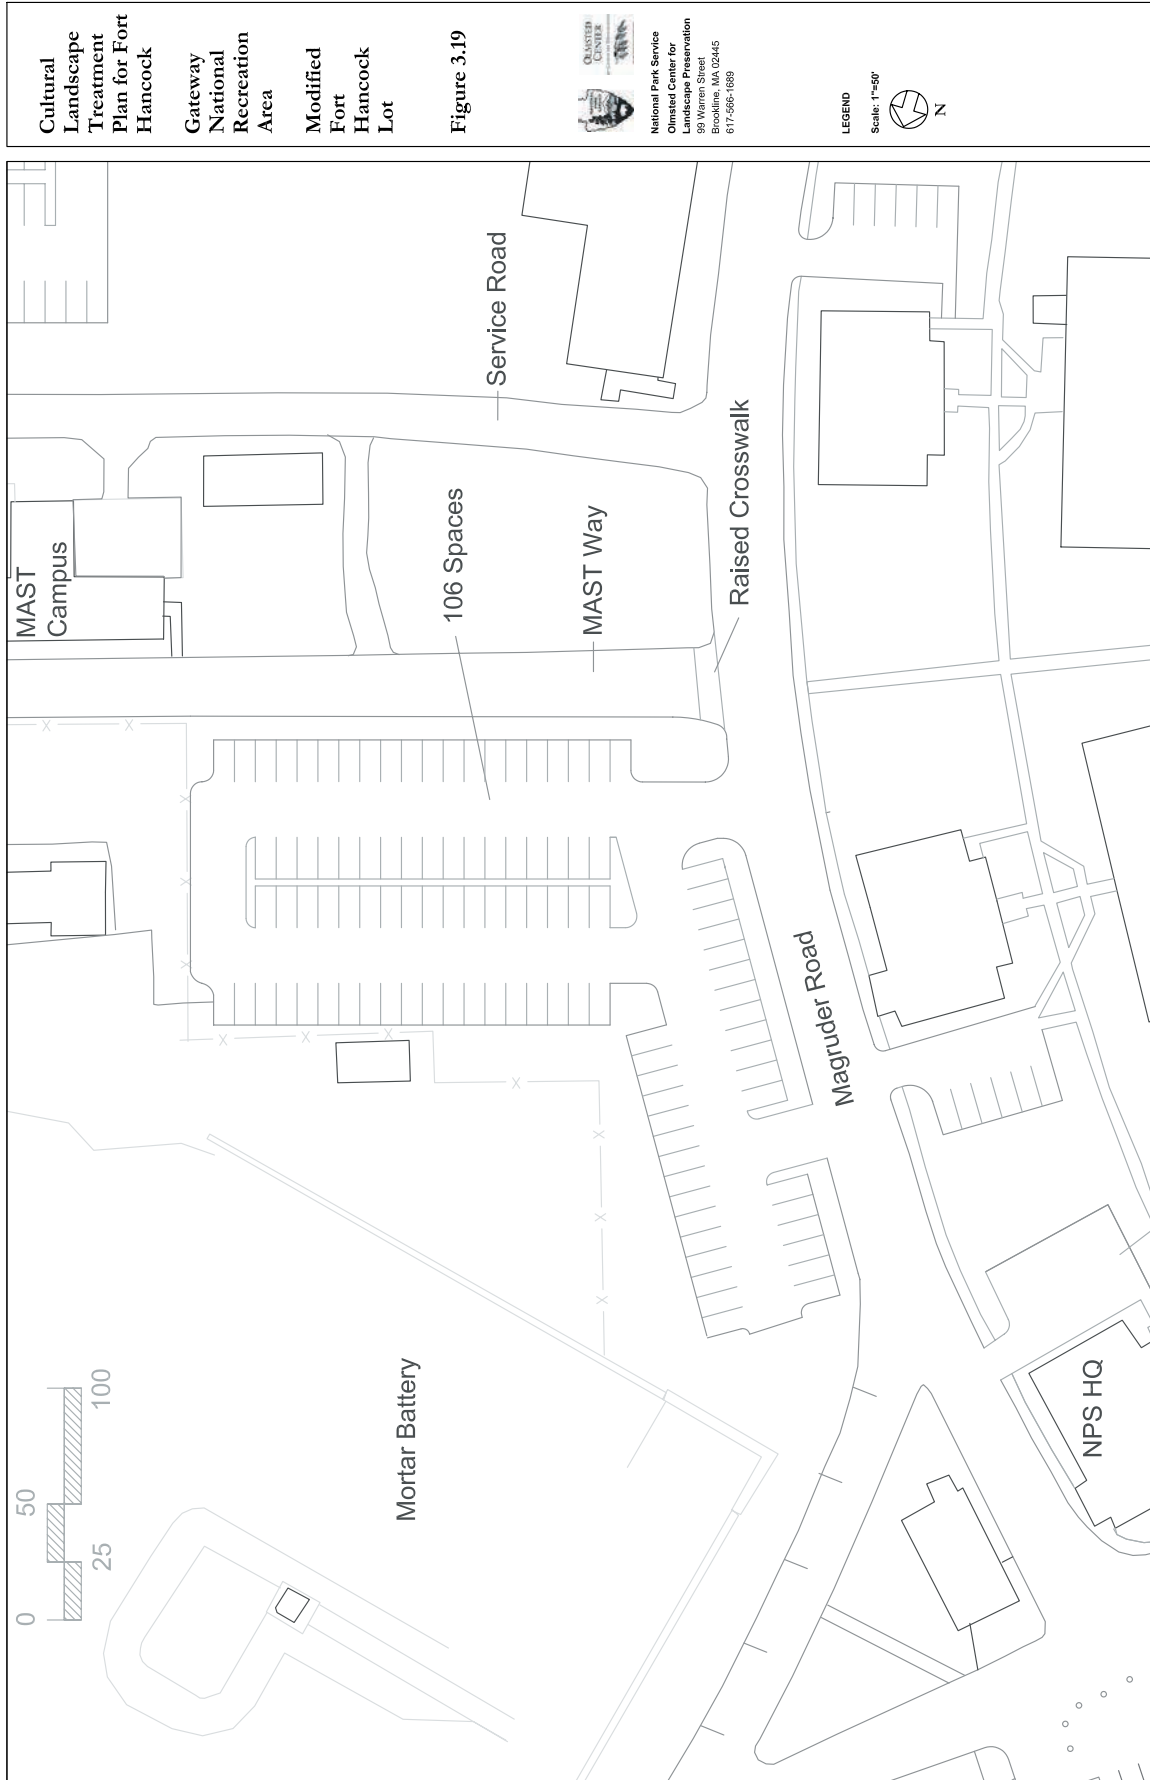 Cultural
Landscape
Treatment
Plan for Fort
Hancock
Gateway
National
Recreation
Area
Modified
Fort
Hancock
Lot
Figure 3.19
OLMSTED
CENTER
National Park Service
Olmsted Center for
Landscape Preservation
99 Warren Street
Brookline, MA 02445
617-566-1689
LEGEND
Scale: 1"=50'
N
MAST
Campus
Service Road
106 Spaces
MAST Way
Raised Crosswalk
Magruder Road
Mortar Battery
NPS HQ
0
25
50
100
X
X
X
X
X
X
X
X
X
X
X
X